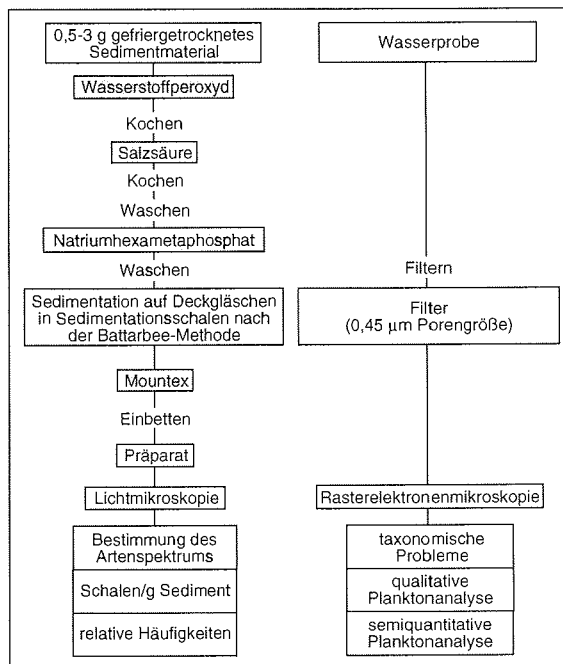 0,5-3 g gefriergetrocknetes
Sedimentmaterial
Wasserstoffperoxyd
Kochen
Salzsäure
Kochen
Waschen
Natriumhexametaphosphat
Waschen
Sedimentation auf Deckgläschen
in Sedimentationsschalen nach
der Battarbee-Methode
Mountex
Einbetten
Präparat
Lichtmikroskopie
Bestimmung des
Artenspektrums
Schalen/g Sediment
relative Häufigkeiten
Wasserprobe
Filtern
Filter
(0,45 µm Porengröße)
Rasterelektronenmikroskopie
taxonomische
Probleme
qualitative
Planktonanalyse
semiquantitative
Planktonanalyse